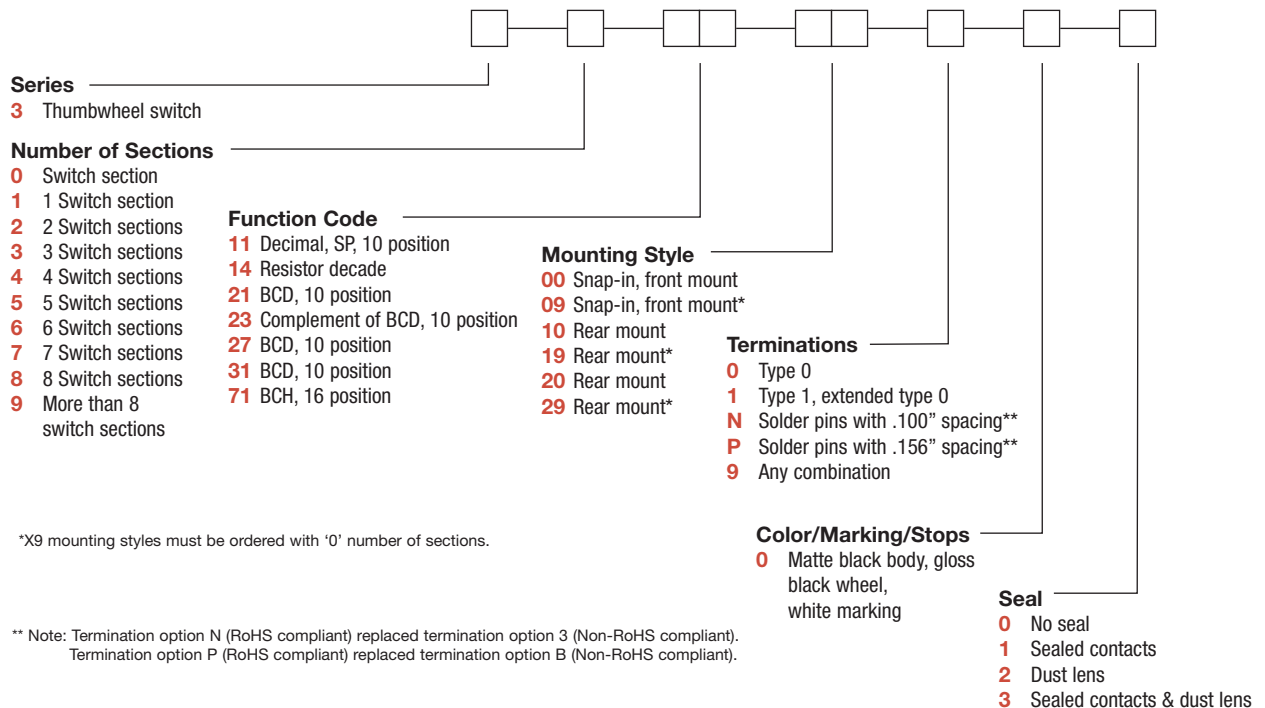 Series
3 Thumbwheel switch
Number of Sections
0 Switch section
1 1 Switch section
2 2 Switch sections
3 3 Switch sections
4 4 Switch sections
5 5 Switch sections
6 6 Switch sections
7 7 Switch sections
8 8 Switch sections
9 More than 8
switch sections
Function Code
11 Decimal, SP, 10 position
14 Resistor decade
21 BCD, 10 position
23 Complement of BCD, 10 position
27 BCD, 10 position
31 BCD, 10 position
71 BCH, 16 position
Mounting Style
00 Snap-in, front mount
09 Snap-in, front mount*
10 Rear mount
19 Rear mount*
20 Rear mount
29 Rear mount*
Terminations
0 Type 0
1 Type 1, extended type 0
N Solder pins with .100” spacing**
P Solder pins with .156” spacing**
9 Any combination
*X9 mounting styles must be ordered with ‘0’ number of sections.
Color/Marking/Stops
0 Matte black body, gloss
black wheel,
white marking
Seal
0 No seal
1 Sealed contacts
2 Dust lens
3 Sealed contacts & dust lens
** Note: Termination option N (RoHS compliant) replaced termination option 3 (Non-RoHS compliant).
Termination option P (RoHS compliant) replaced termination option B (Non-RoHS compliant).